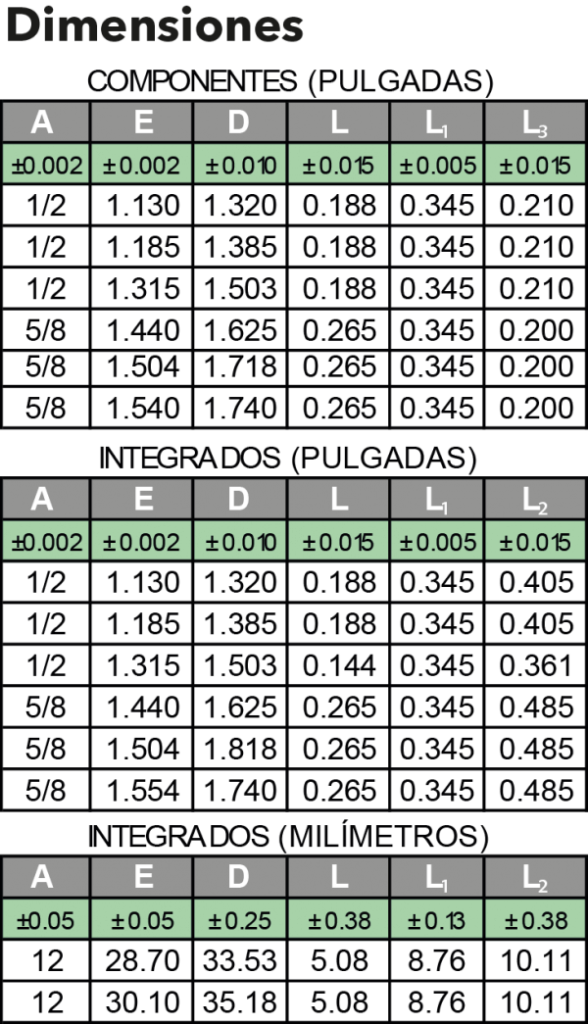 Dimensiones
COMPONENTES (PULGADAS)
A E D L L₁ L₃
±0.002 ±0.002 ±0.010 ±0.015 ±0.005 ±0.015
1/2 1.130 1.320 0.188 0.345 0.210
1/2 1.185 1.385 0.188 0.345 0.210
1/2 1.315 1.503 0.188 0.345 0.210
5/8 1.440 1.625 0.265 0.345 0.200
5/8 1.504 1.718 0.265 0.345 0.200
5/8 1.540 1.740 0.265 0.345 0.200
INTEGRADOS (PULGADAS)
A E D L L₁ L₂
±0.002 ±0.002 ±0.010 ±0.015 ±0.005 ±0.015
1/2 1.130 1.320 0.188 0.345 0.405
1/2 1.185 1.385 0.188 0.345 0.405
1/2 1.315 1.503 0.144 0.345 0.361
5/8 1.440 1.625 0.265 0.345 0.485
5/8 1.504 1.818 0.265 0.345 0.485
5/8 1.554 1.740 0.265 0.345 0.485
INTEGRADOS (MILÍMETROS)
A E D L L₁ L₂
±0.05 ±0.05 ±0.25 ±0.38 ±0.13 ±0.38
12 28.70 33.53 5.08 8.76 10.11
12 30.10 35.18 5.08 8.76 10.11